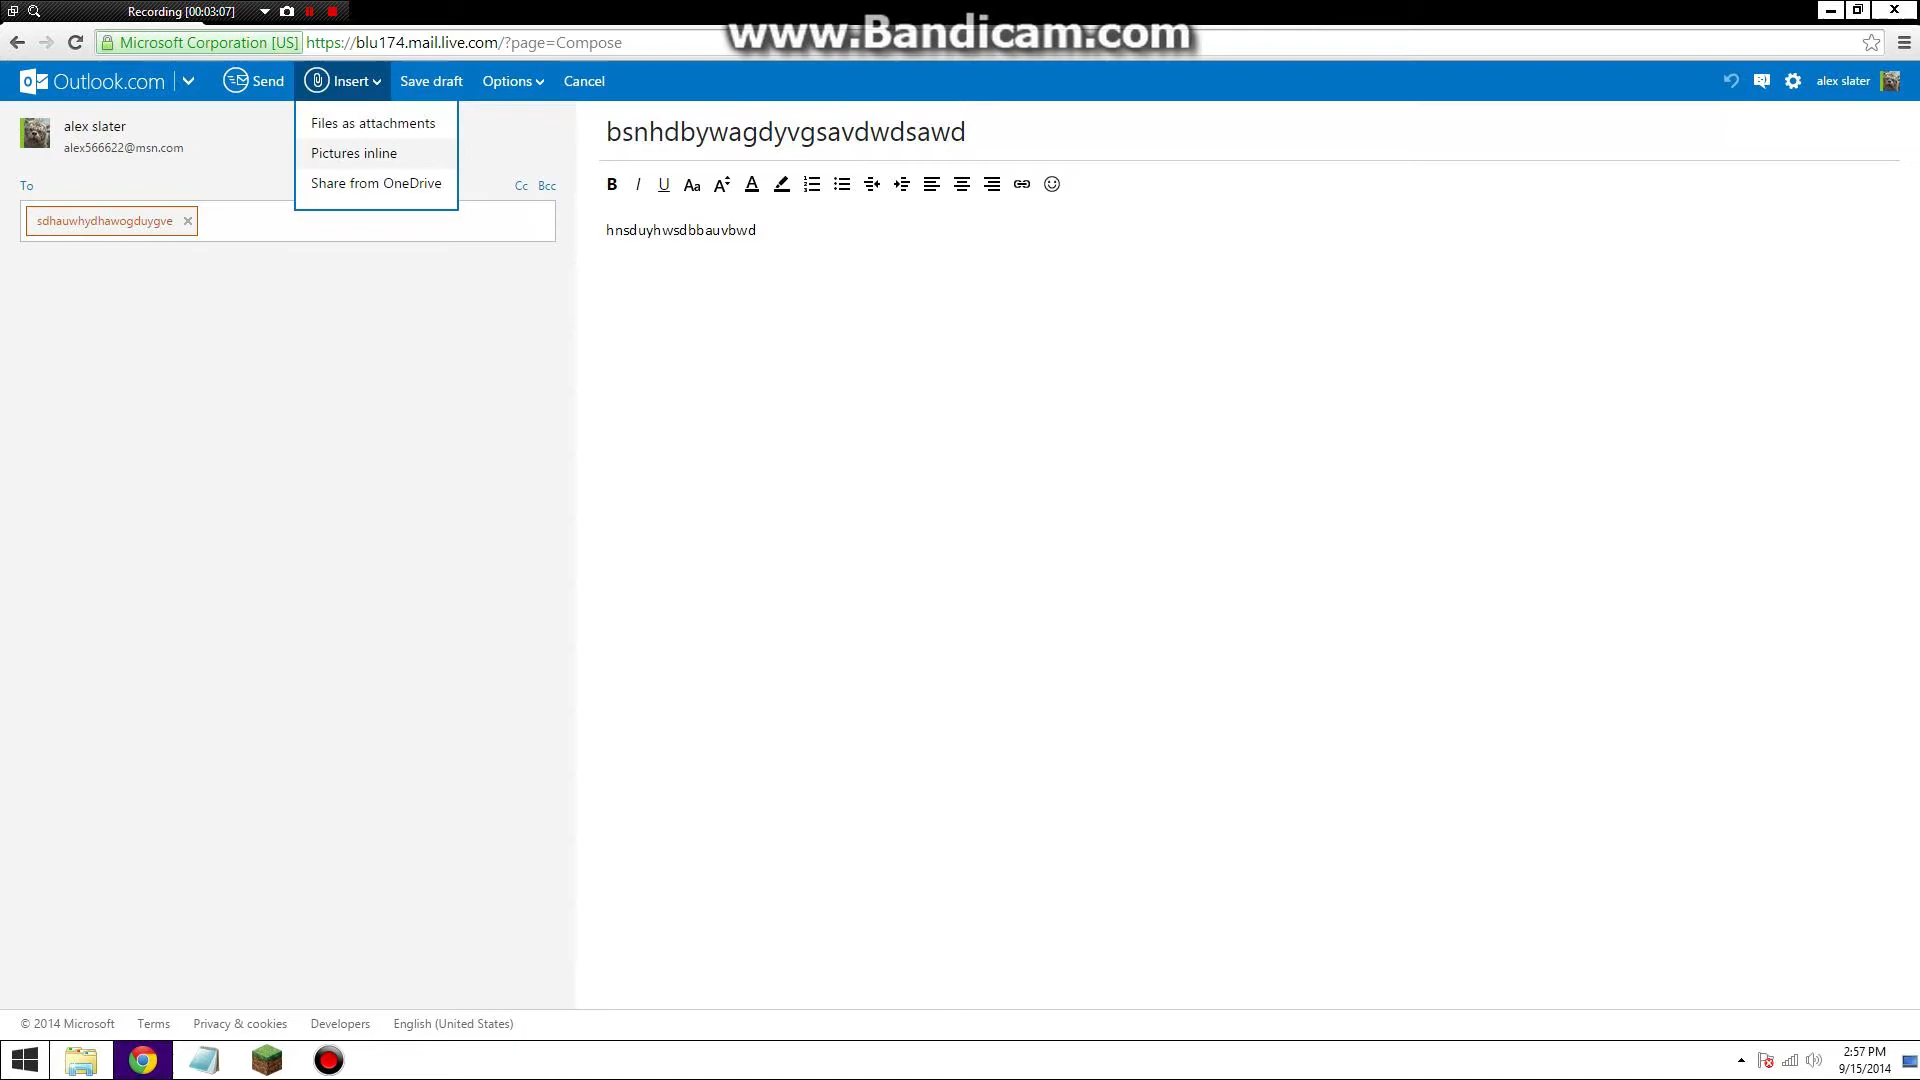 Recording [00:03:07]
www.Bandicam.com
Microsoft Corporation [US] https://blu174.mail.live.com/?page=Compose
Outlook.com Send Insert Save draft Options Cancel alex slater
Files as attachments
Pictures inline
Share from OneDrive
alex slater
alex566622@msn.com
To Cc Bcc
sdhauwhydhawogduygve
bsnhdbywagdyvgsavdwdsawd
B I U Aa A A
hnsduyhwsdbbauvbwd
© 2014 Microsoft Terms Privacy & cookies Developers English (United States)
2:57 PM
9/15/2014